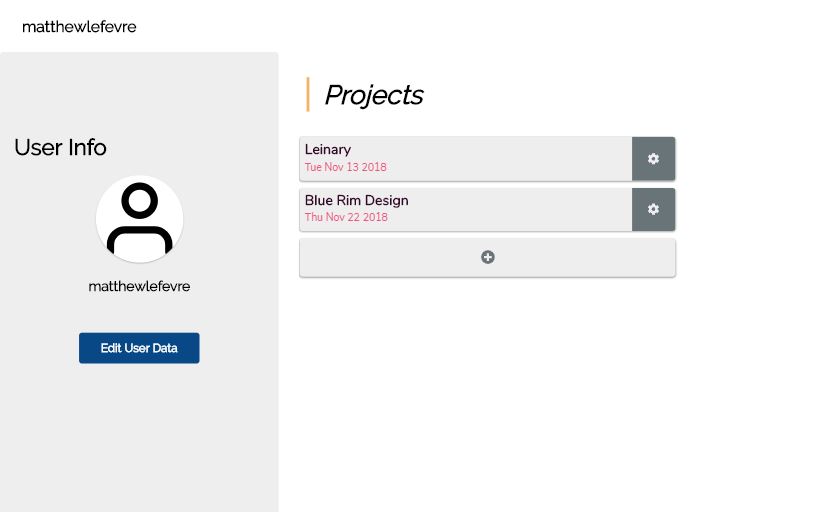 matthewlefevre
User Info
matthewlefevre
Edit User Data
Projects
Leinary
Tue Nov 13 2018
Blue Rim Design
Thu Nov 22 2018